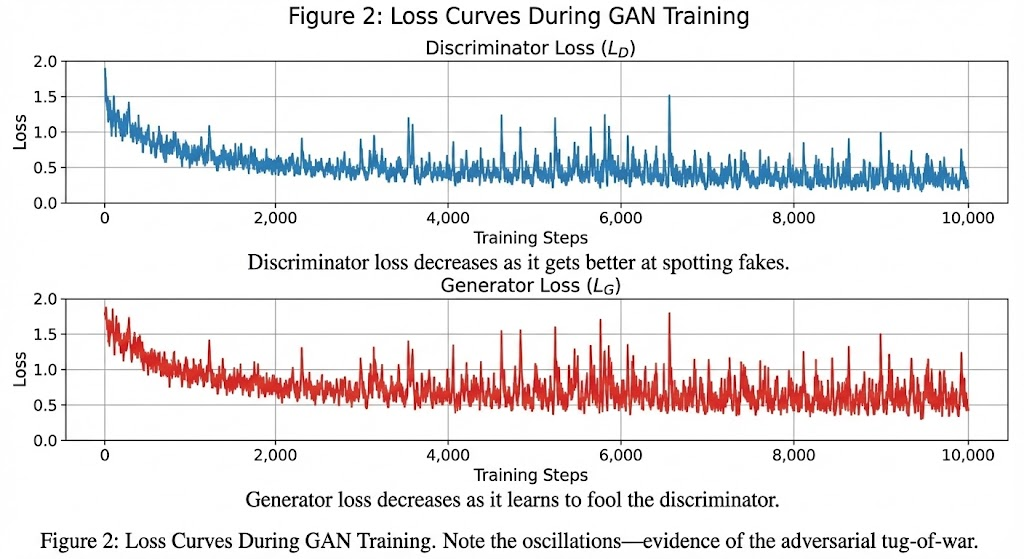 Figure 2: Loss Curves During GAN Training
Discriminator Loss (L_D)
2.0
1.5
1.0
0.5
0.0
Loss
0 2,000 4,000 6,000 8,000 10,000
Training Steps
Discriminator loss decreases as it gets better at spotting fakes.
Generator Loss (L_G)
2.0
1.5
1.0
0.5
0.0
Loss
0 2,000 4,000 6,000 8,000 10,000
Training Steps
Generator loss decreases as it learns to fool the discriminator.
Figure 2: Loss Curves During GAN Training. Note the oscillations—evidence of the adversarial tug-of-war.